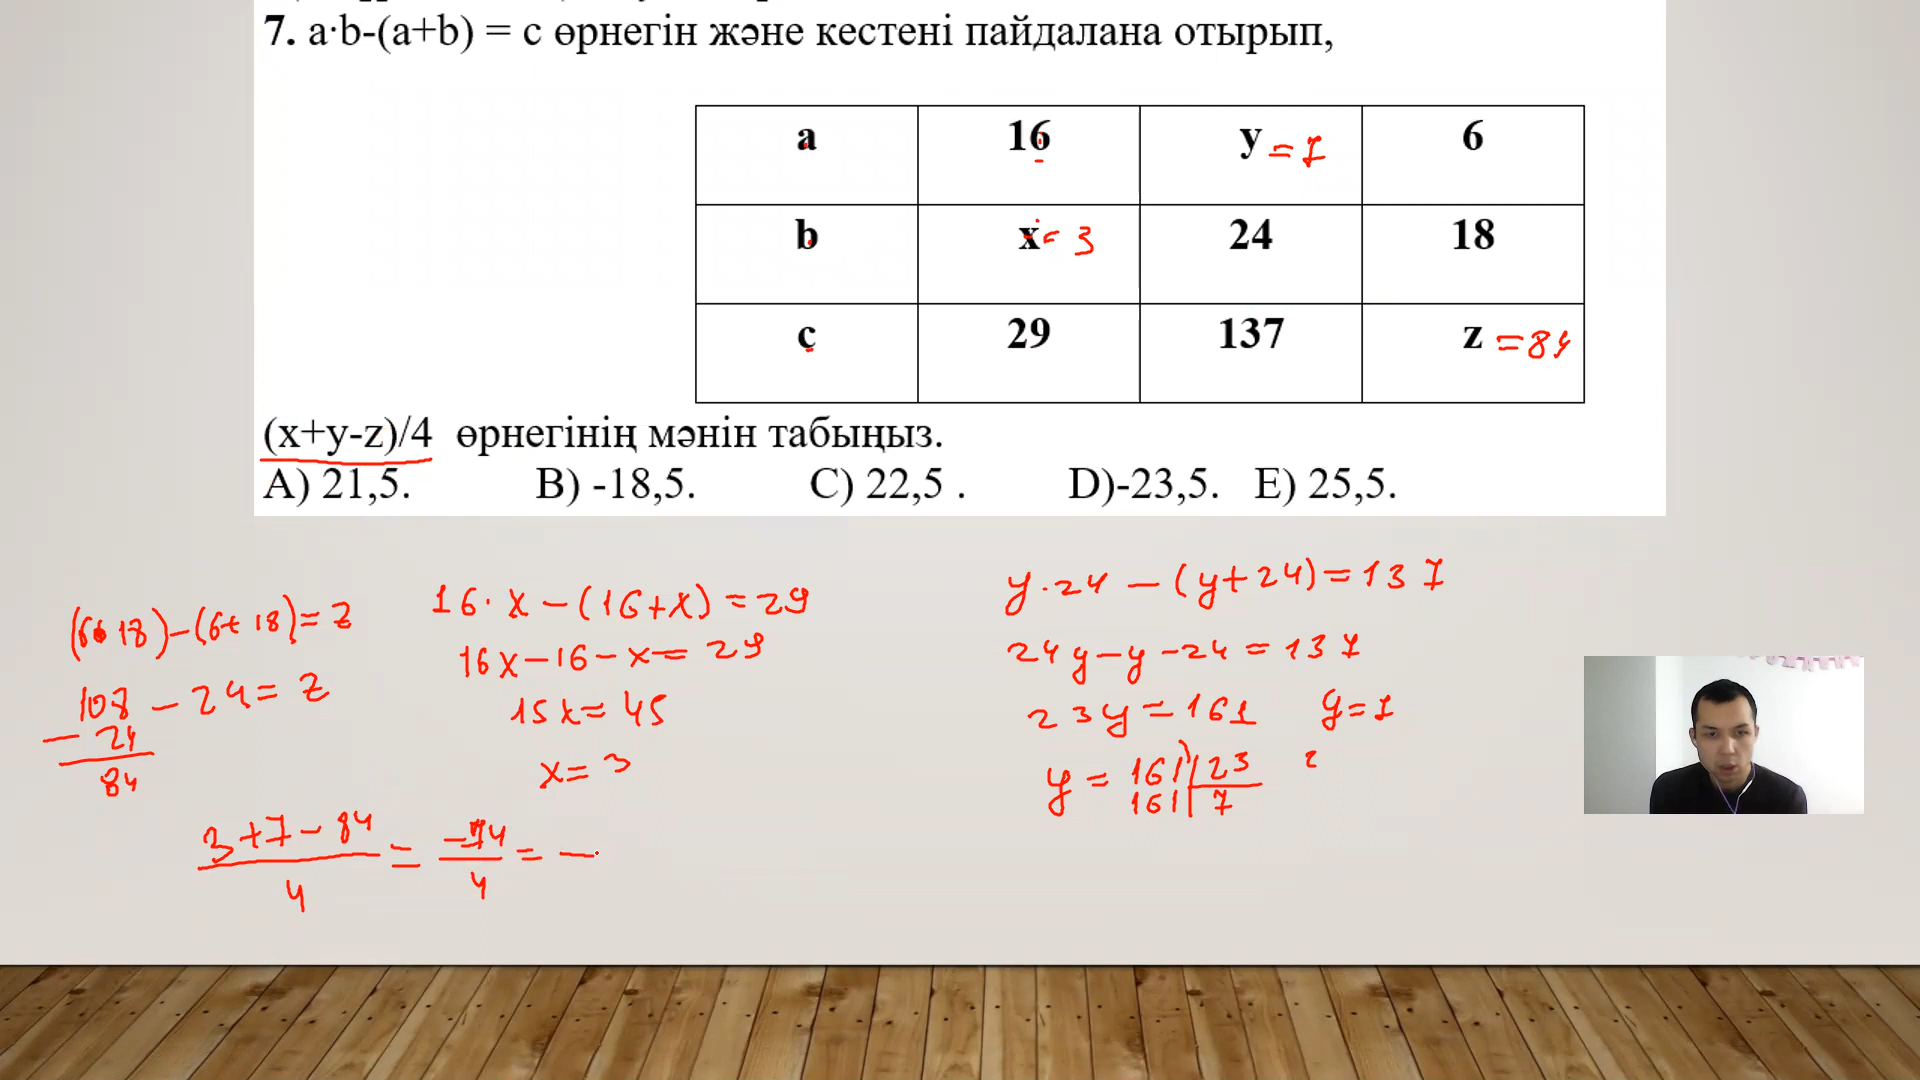 7. a·b-(a+b) = c өрнегін және кестені пайдалана отырып,
a 16 y = 7 6
b x = 3 24 18
c 29 137 z = 84
(x+y-z)/4 өрнегінің мәнін табыңыз.
A) 21,5. B) -18,5. C) 22,5 . D)-23,5. E) 25,5.
(6·18)-(6+18)=z
108 - 24 = z
- 24
84
16·x-(16+x)=29
16x-16-x=29
15x=45
x=3
y·24-(y+24)=137
24y-y-24=137
23y=161 y=7
y = 161 23
161 7
2
3+7-84
4
= -74
4
= -